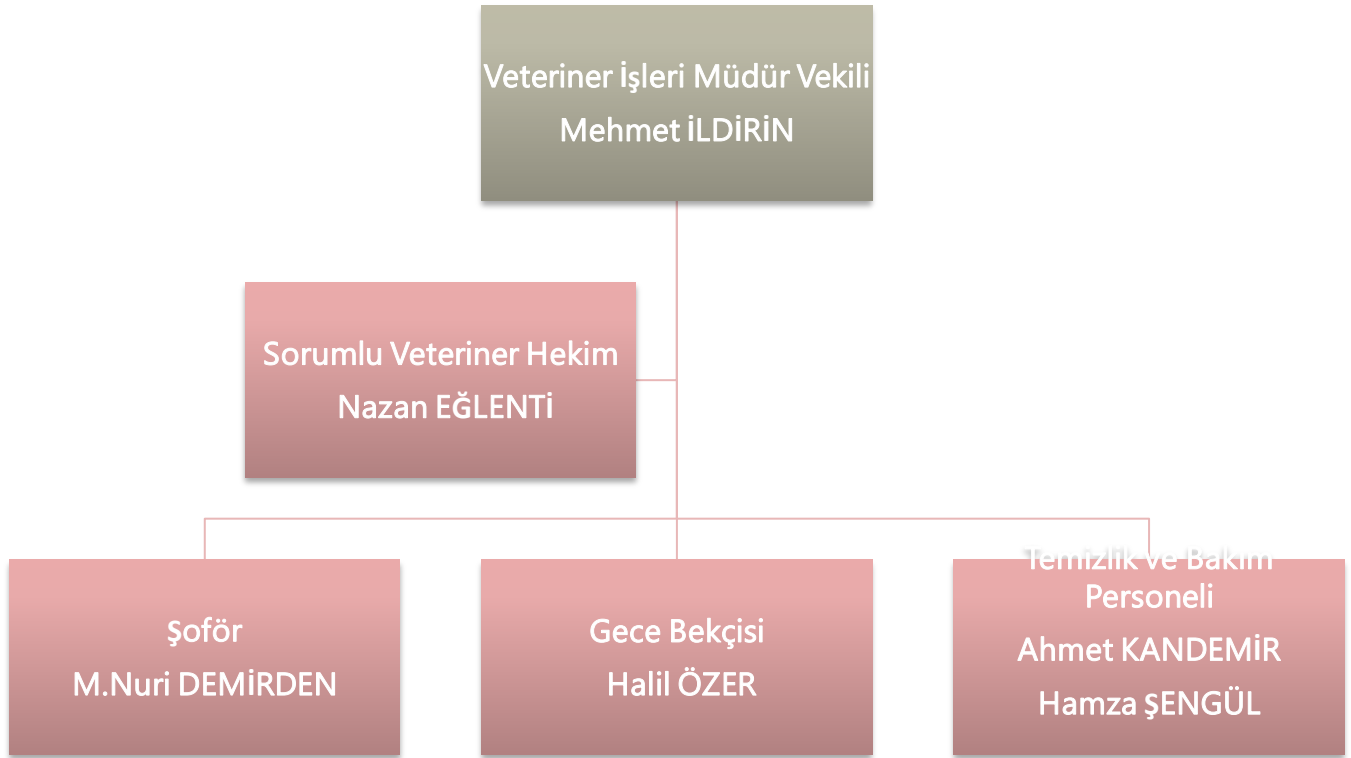 Veteriner İşleri Müdür Vekili
Mehmet İLDİRİN
Sorumlu Veteriner Hekim
Nazan EĞLENTİ
Şoför
M.Nuri DEMİRDEN
Gece Bekçisi
Halil ÖZER
Temizlik ve Bakım
Personeli
Ahmet KANDEMİR
Hamza ŞENGÜL